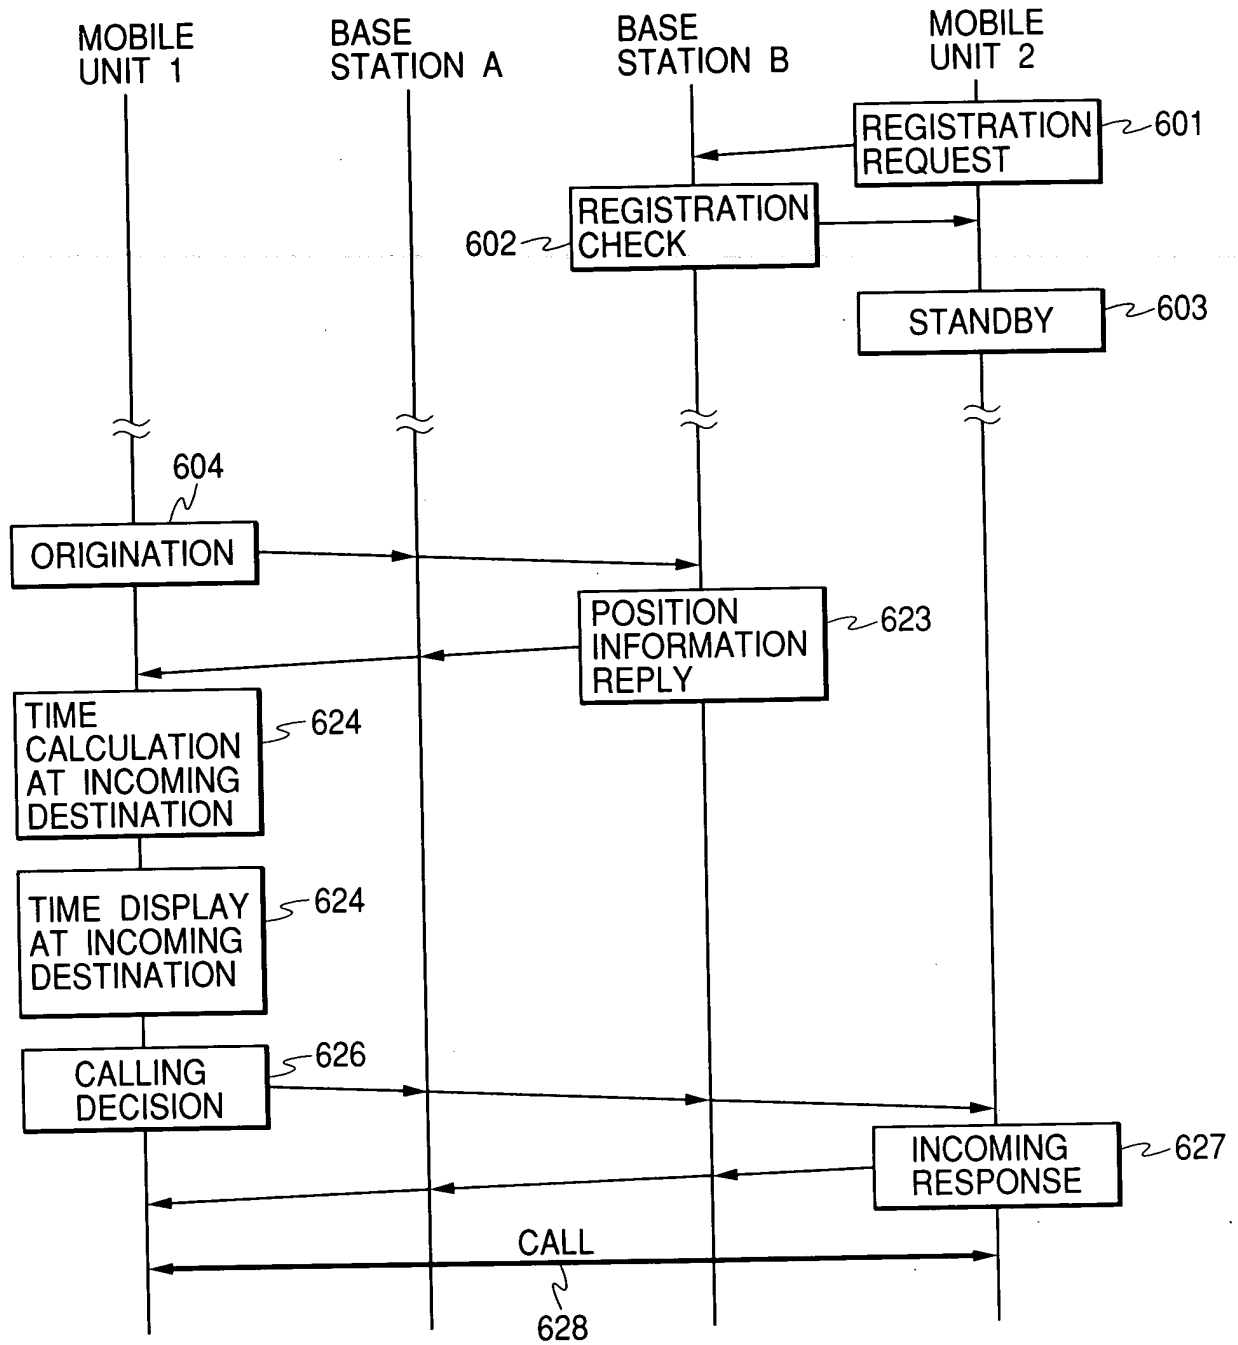 MOBILE
UNIT 1
BASE
STATION A
BASE
STATION B
MOBILE
UNIT 2
REGISTRATION
REQUEST
601
REGISTRATION
CHECK
602
STANDBY
603
604
ORIGINATION
POSITION
INFORMATION
REPLY
623
TIME
CALCULATION
AT INCOMING
DESTINATION
624
TIME DISPLAY
AT INCOMING
DESTINATION
624
CALLING
DECISION
626
INCOMING
RESPONSE
627
CALL
628